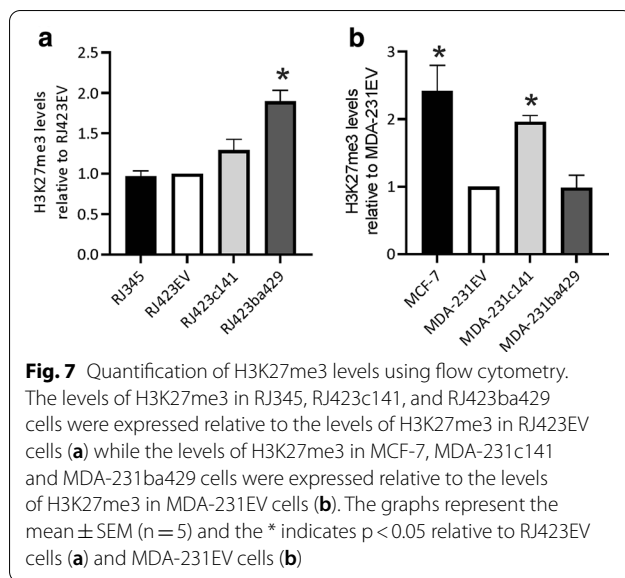 a
b
H3K27me3 levels
relative to RJ423EV
2.5
2.0
1.5
1.0
0.5
0.0
*
RJ345
RJ423EV
RJ423c141
RJ423ba429
H3K27me3 levels
relative to MDA-231EV
3
2
1
0
*
*
MCF-7
MDA-231EV
MDA-231c141
MDA-231ba429
Fig. 7 Quantification of H3K27me3 levels using flow cytometry.
The levels of H3K27me3 in RJ345, RJ423c141, and RJ423ba429
cells were expressed relative to the levels of H3K27me3 in RJ423EV
cells (a) while the levels of H3K27me3 in MCF-7, MDA-231c141
and MDA-231ba429 cells were expressed relative to the levels
of H3K27me3 in MDA-231EV cells (b). The graphs represent the
mean ± SEM (n = 5) and the * indicates p < 0.05 relative to RJ423EV
cells (a) and MDA-231EV cells (b)